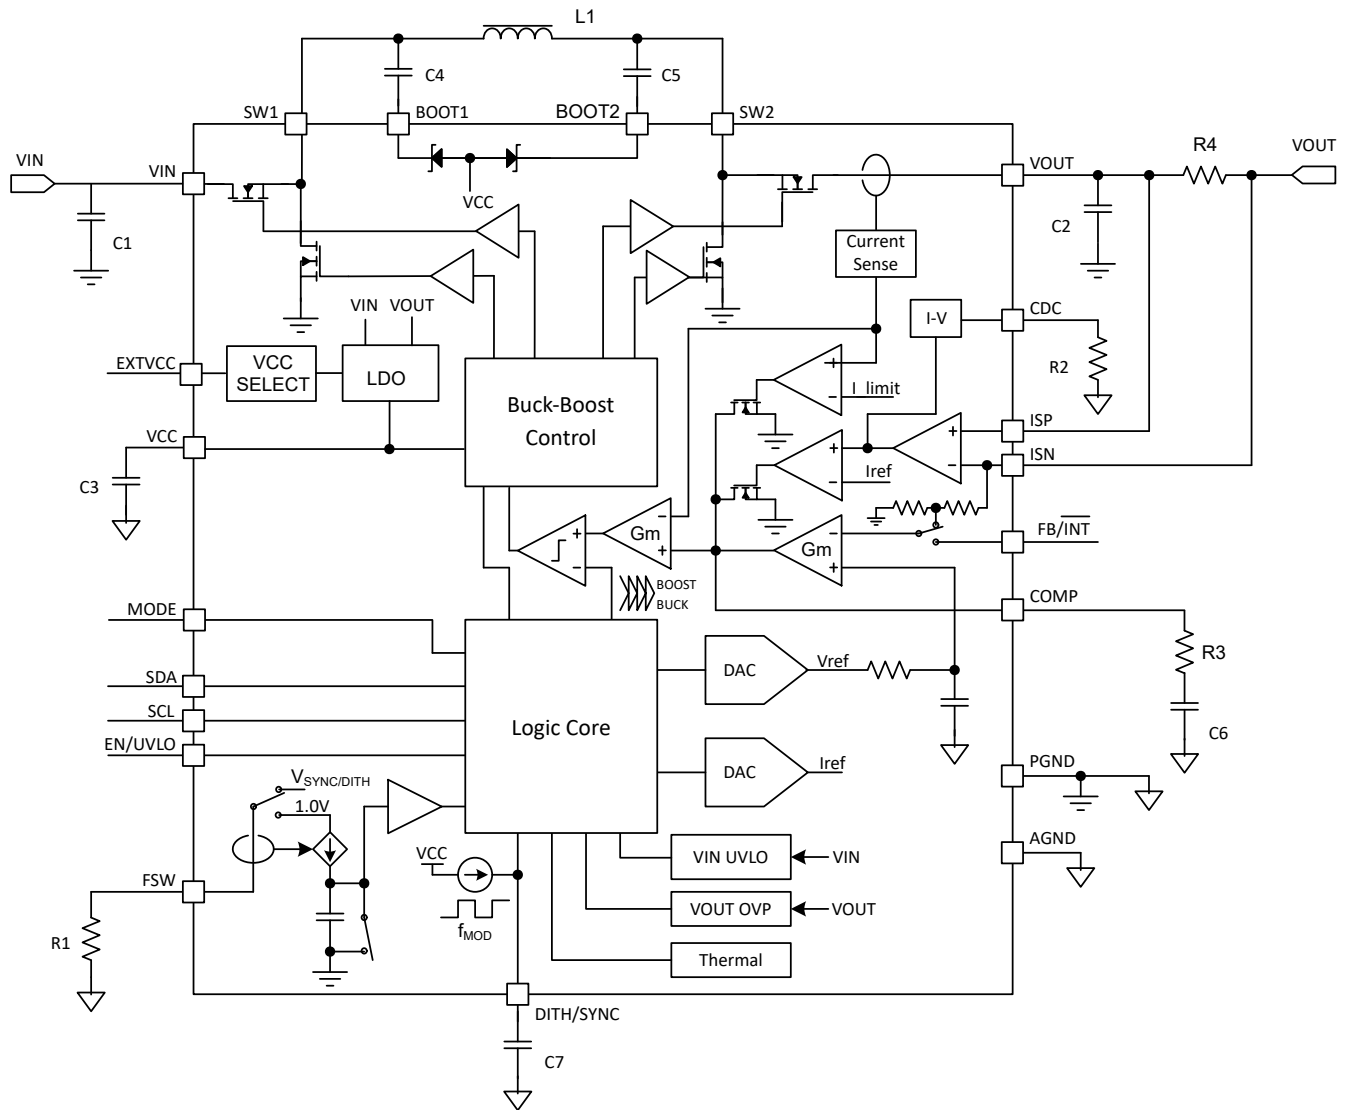 L1
C4
C5
SW1
BOOT1
BOOT2
SW2
VIN
VIN
VCC
VOUT
R4
VOUT
C1
C2
Current
Sense
VIN
VOUT
I-V
CDC
EXTVCC
VCC
SELECT
LDO
R2
Buck-Boost
Control
+
−
I limit
VCC
ISP
+
−
Iref
+
−
ISN
C3
−
Gm
+
+
−
−
Gm
+
FB/INT
BOOST
BUCK
MODE
COMP
SDA
DAC
Vref
R3
SCL
Logic Core
C6
EN/UVLO
DAC
Iref
PGND
VSYNC/DITH
1.0V
AGND
VCC
VIN UVLO
VIN
FSW
VOUT OVP
VOUT
fMOD
R1
Thermal
DITH/SYNC
C7